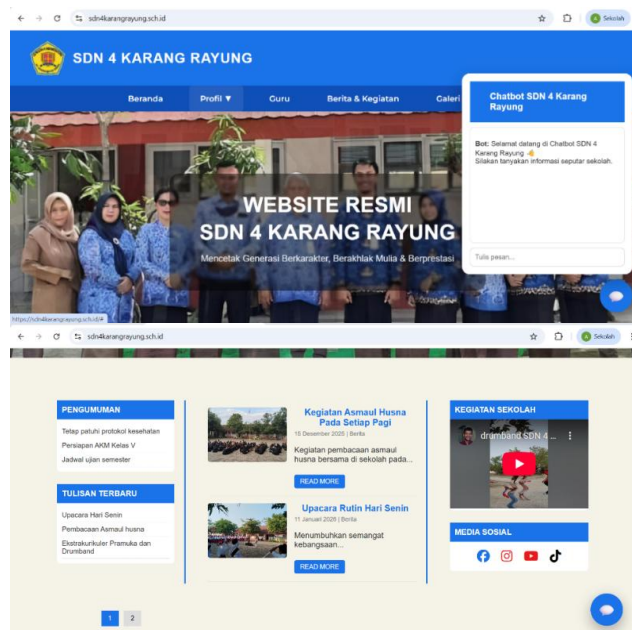 sdn4karangrayung.sch.id
Sekolah
SDN 4 KARANG RAYUNG
Beranda
Profil ▼
Guru
Berita & Kegiatan
Galeri
Chatbot SDN 4 Karang
Rayung
Bot: Selamat datang di Chatbot SDN 4
Karang Rayung
Silakan tanyakan informasi seputar sekolah.
Tulis pesan...
WEBSITE RESMI
SDN 4 KARANG RAYUNG
Mencetak Generasi Berkarakter, Berakhlak Mulia & Berprestasi
https://sdn4karangrayung.sch.id/#
sdn4karangrayung.sch.id
Sekolah
PENGUMUMAN
Tetap patuhi protokol kesehatan
Persiapan AKM Kelas V
Jadwal ujian semester
TULISAN TERBARU
Upacara Hari Senin
Pembacaan Asmaul husna
Ekstrakurikuler Pramuka dan
Drumband
Kegiatan Asmaul Husna
Pada Setiap Pagi
15 Desember 2025 | Berita
Kegiatan pembacaan asmaul
husna bersama di sekolah pada...
READ MORE
Upacara Rutin Hari Senin
11 Januari 2026 | Berita
Menumbuhkan semangat
kebangsaan...
READ MORE
KEGIATAN SEKOLAH
drumband SDN 4 ...
MEDIA SOSIAL
1
2